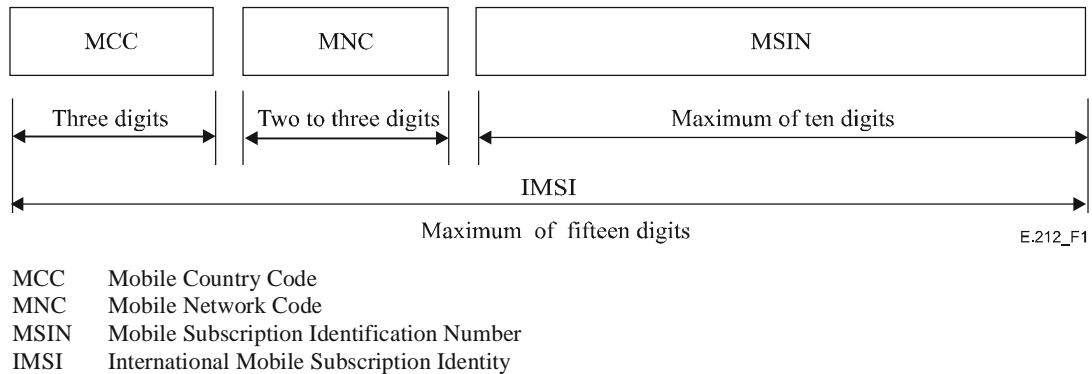 MCC MNC MSIN
Three digits Two to three digits Maximum of ten digits
IMSI
Maximum of fifteen digits
E.212_F1
MCC Mobile Country Code
MNC Mobile Network Code
MSIN Mobile Subscription Identification Number
IMSI International Mobile Subscription Identity